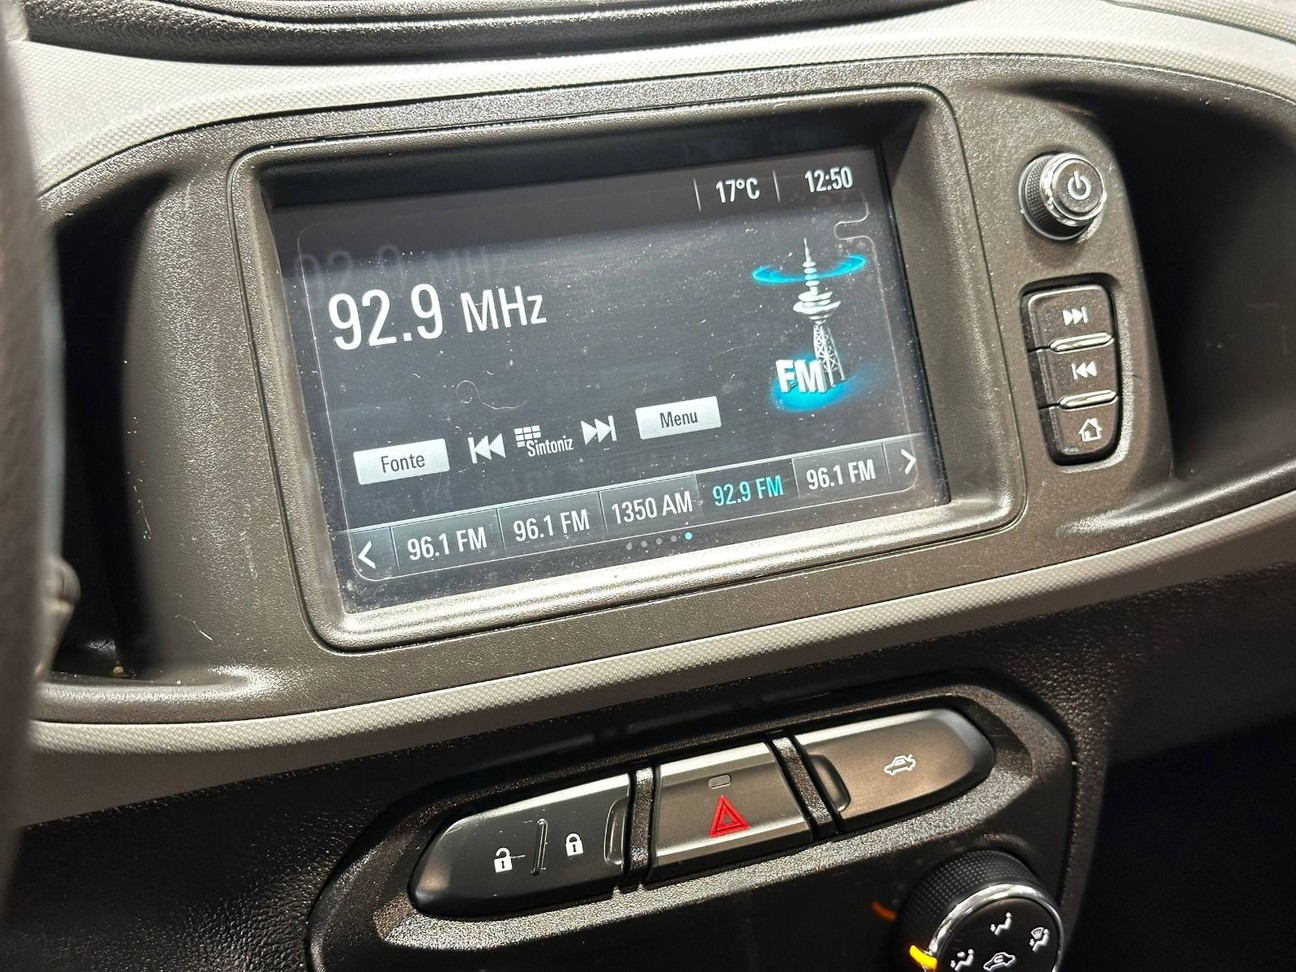 17°C 12:50
92.9 MHz
FM
Fonte Sintoniz Menu
96.1 FM 96.1 FM 1350 AM 92.9 FM 96.1 FM